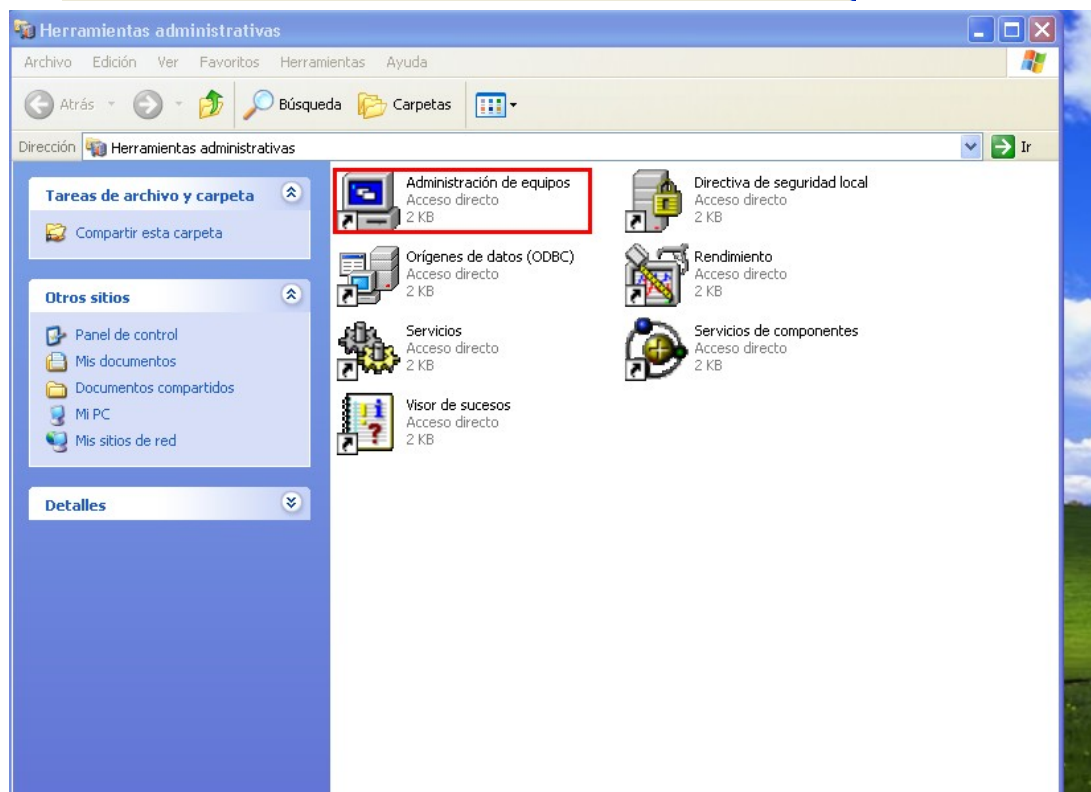 Herramientas administrativas
Archivo Edición Ver Favoritos Herramientas Ayuda
Atrás Búsqueda Carpetas
Dirección Herramientas administrativas Ir
Tareas de archivo y carpeta
Compartir esta carpeta
Otros sitios
Panel de control
Mis documentos
Documentos compartidos
Mi PC
Mis sitios de red
Detalles
Administración de equipos
Acceso directo
2 KB
Directiva de seguridad local
Acceso directo
2 KB
Orígenes de datos (ODBC)
Acceso directo
2 KB
Rendimiento
Acceso directo
2 KB
Servicios
Acceso directo
2 KB
Servicios de componentes
Acceso directo
2 KB
Visor de sucesos
Acceso directo
2 KB